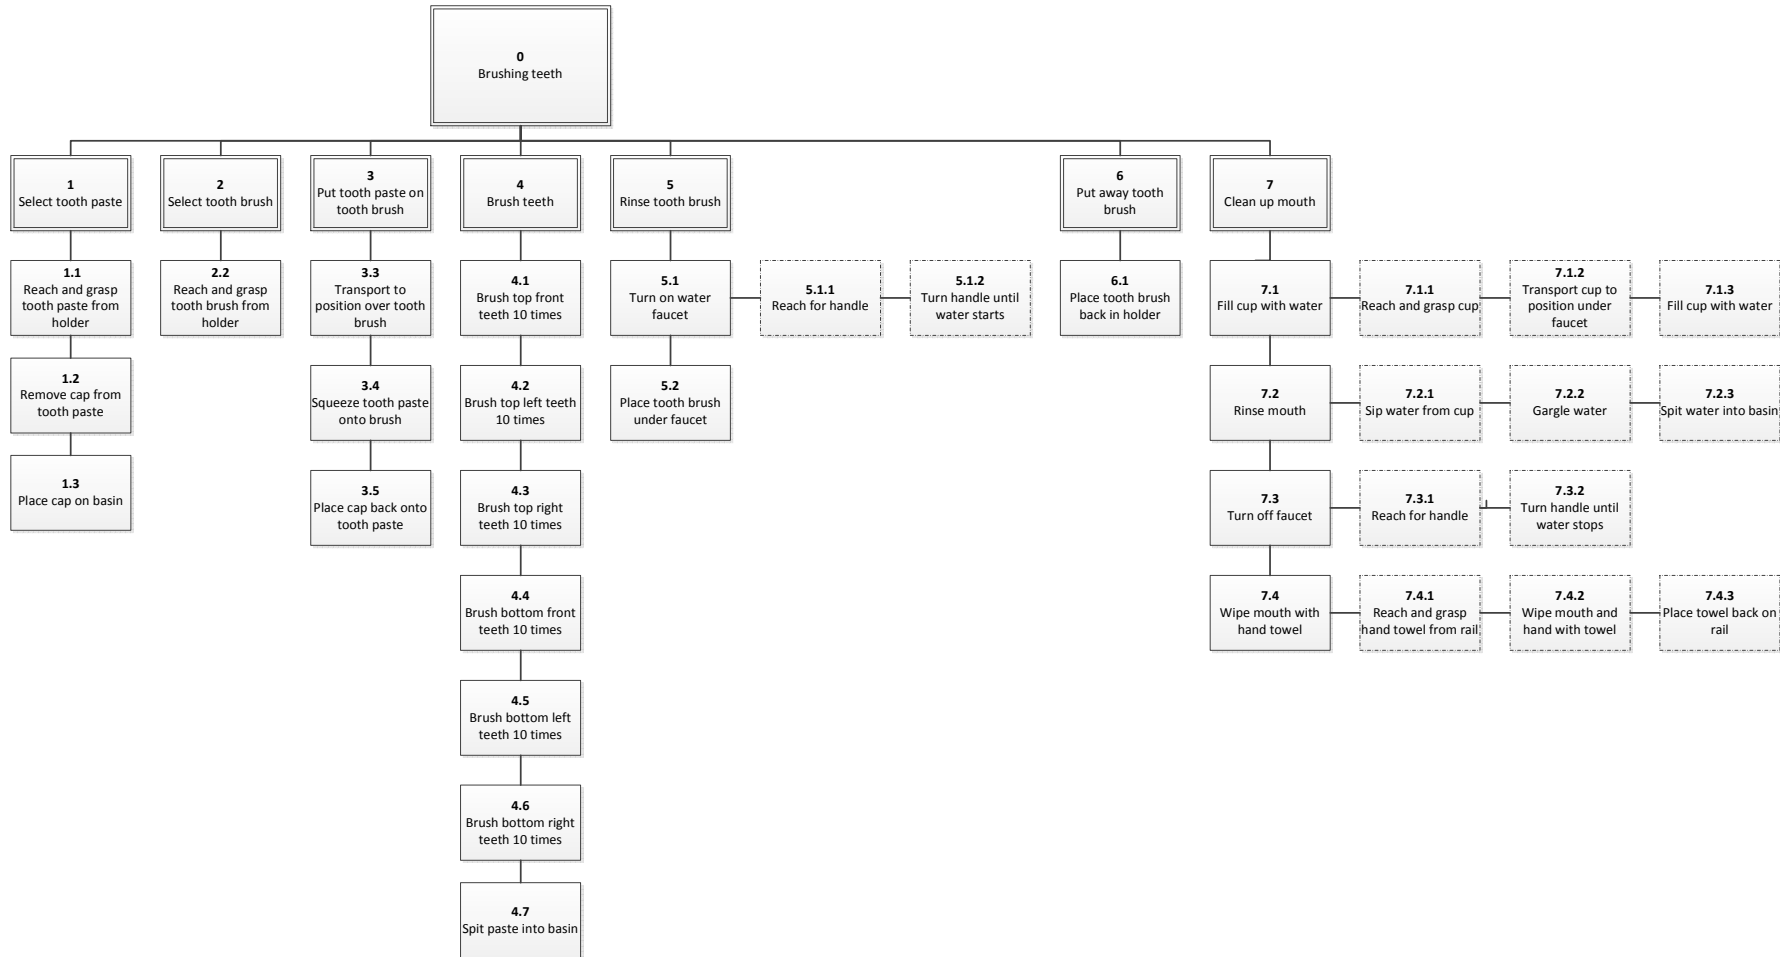 0
Brushing teeth
1
Select tooth paste
2
Select tooth brush
3
Put tooth paste on
tooth brush
4
Brush teeth
5
Rinse tooth brush
6
Put away tooth
brush
7
Clean up mouth
1.1
Reach and grasp
tooth paste from
holder
2.2
Reach and grasp
tooth brush from
holder
3.3
Transport to
position over tooth
brush
4.1
Brush top front
teeth 10 times
5.1
Turn on water
faucet
5.1.1
Reach for handle
5.1.2
Turn handle until
water starts
6.1
Place tooth brush
back in holder
7.1
Fill cup with water
7.1.1
Reach and grasp cup
7.1.2
Transport cup to
position under
faucet
7.1.3
Fill cup with water
1.2
Remove cap from
tooth paste
3.4
Squeeze tooth paste
onto brush
4.2
Brush top left teeth
10 times
5.2
Place tooth brush
under faucet
7.2
Rinse mouth
7.2.1
Sip water from cup
7.2.2
Gargle water
7.2.3
Spit water into basin
1.3
Place cap on basin
3.5
Place cap back onto
tooth paste
4.3
Brush top right
teeth 10 times
7.3
Turn off faucet
7.3.1
Reach for handle
7.3.2
Turn handle until
water stops
4.4
Brush bottom front
teeth 10 times
7.4
Wipe mouth with
hand towel
7.4.1
Reach and grasp
hand towel from rail
7.4.2
Wipe mouth and
hand with towel
7.4.3
Place towel back on
rail
4.5
Brush bottom left
teeth 10 times
4.6
Brush bottom right
teeth 10 times
4.7
Spit paste into basin